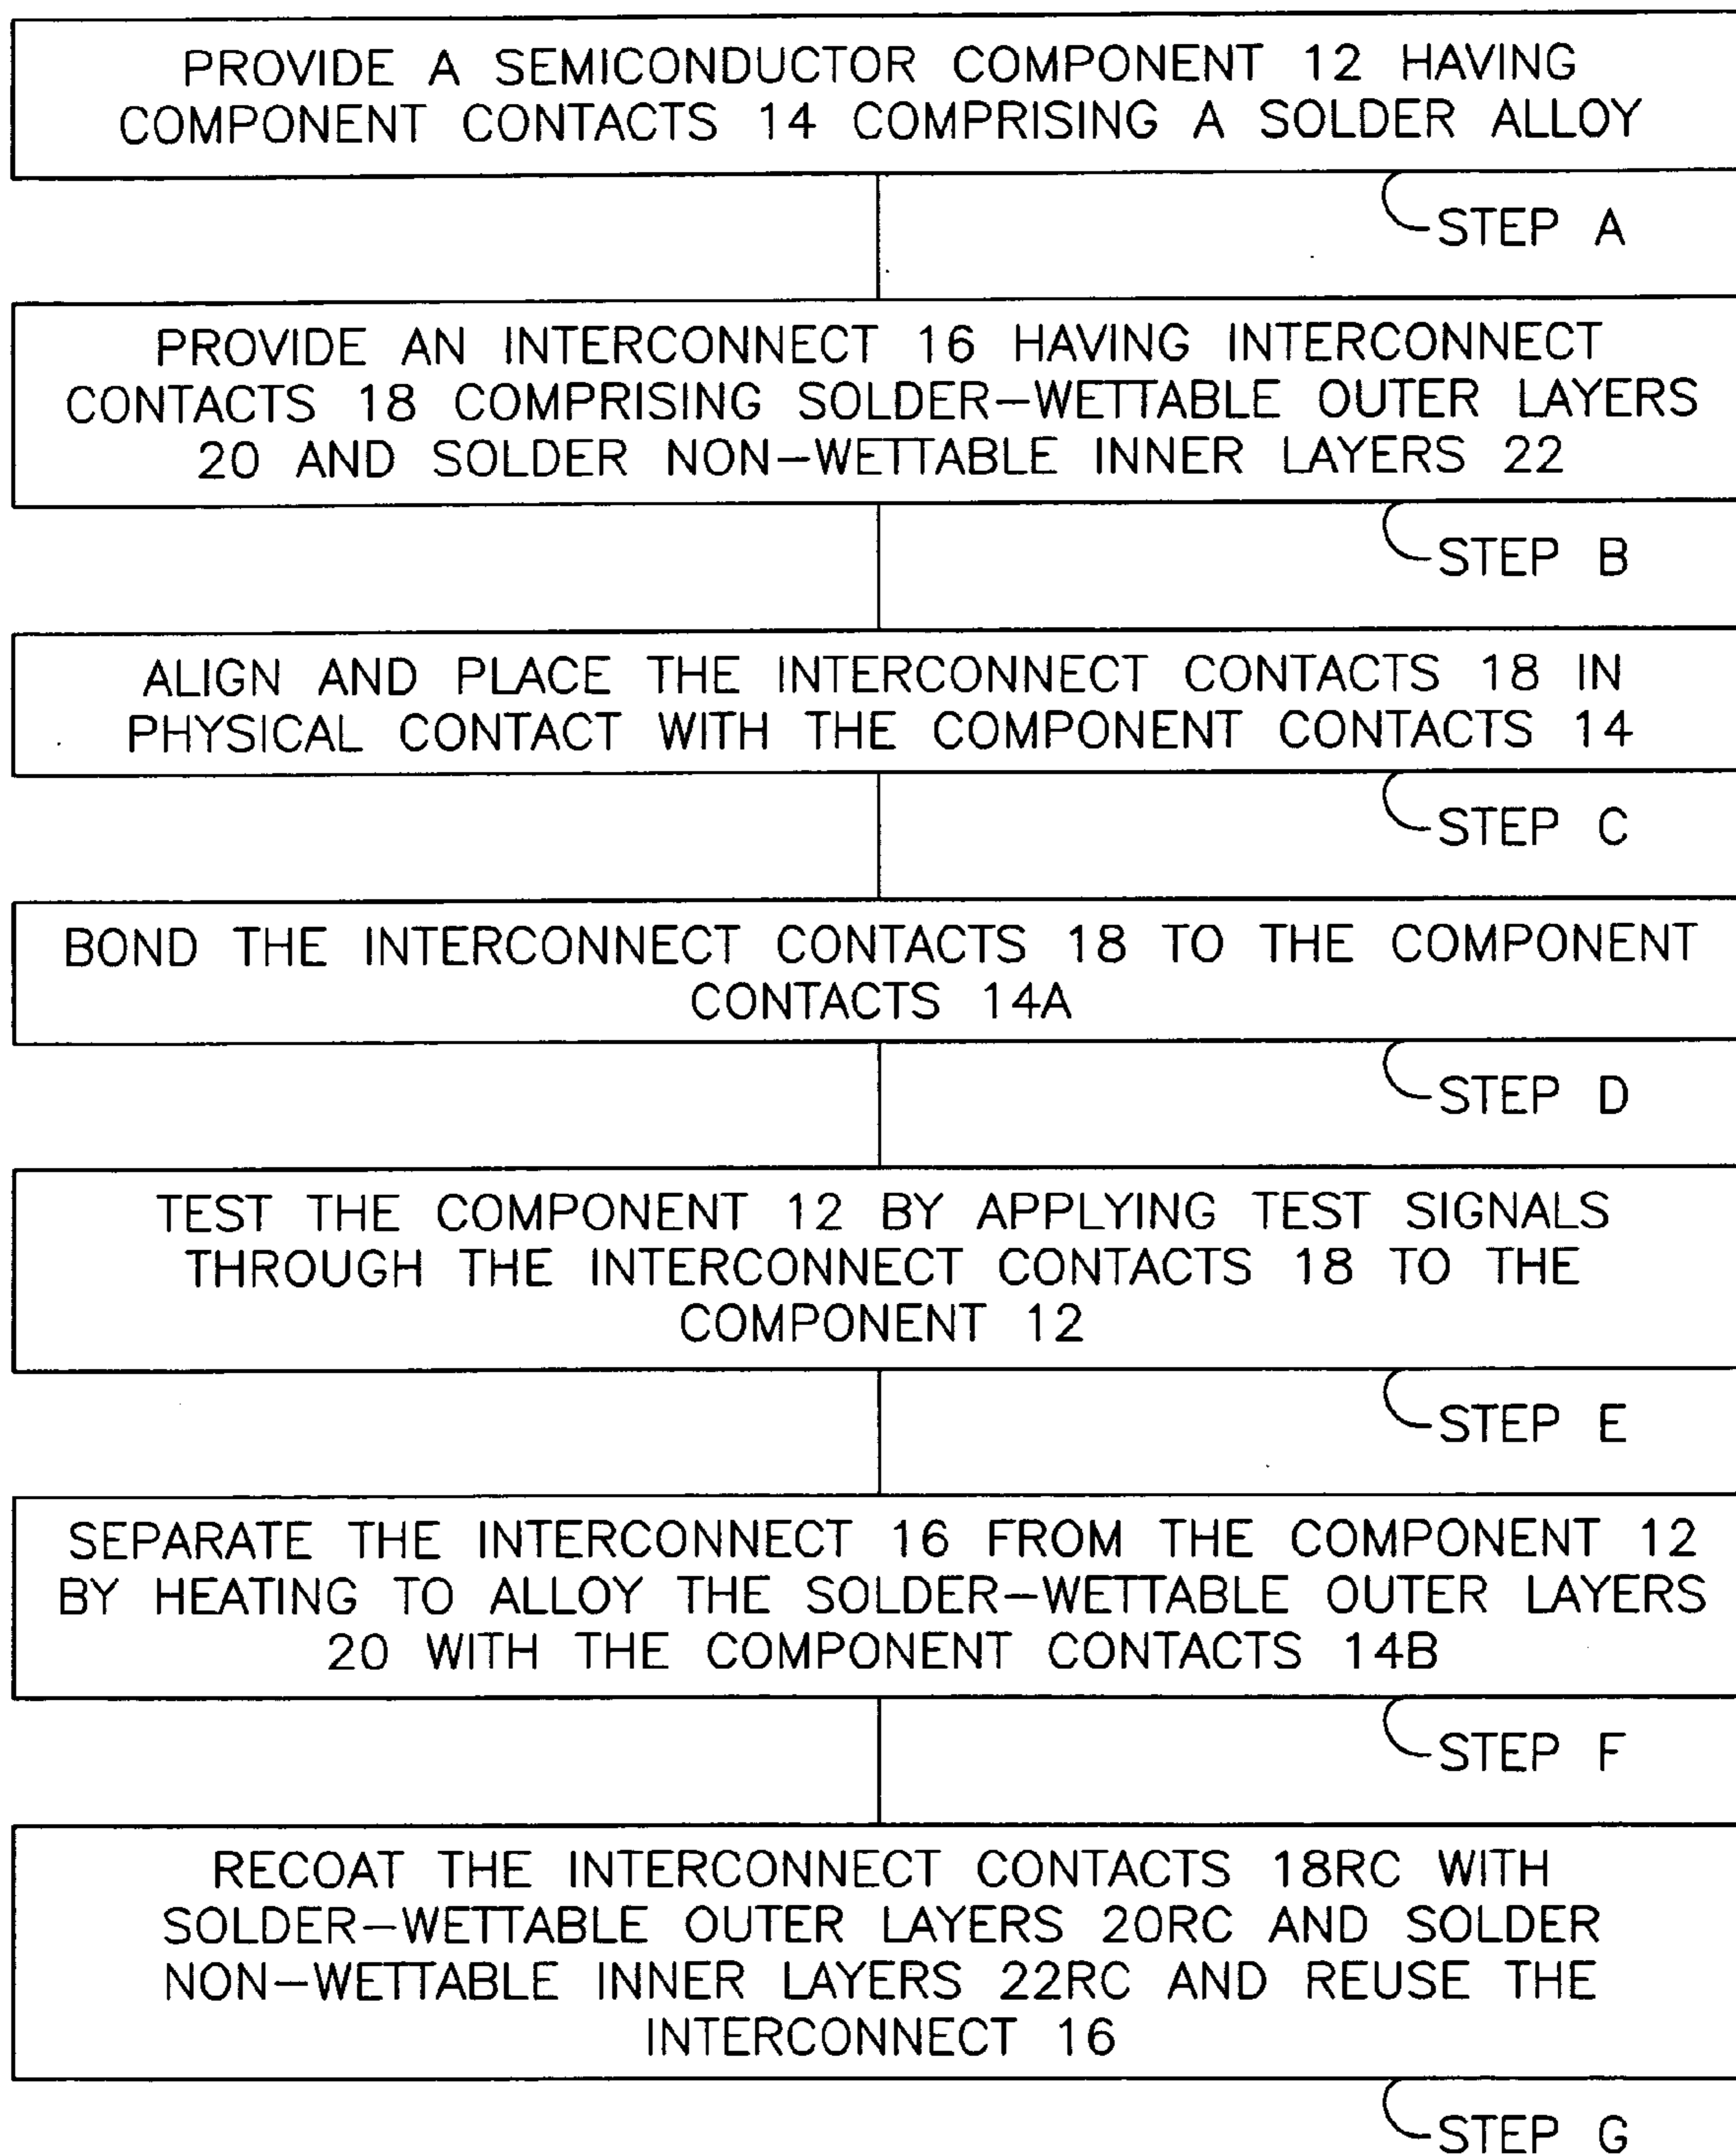 PROVIDE A SEMICONDUCTOR COMPONENT 12 HAVING
COMPONENT CONTACTS 14 COMPRISING A SOLDER ALLOY
STEP A
PROVIDE AN INTERCONNECT 16 HAVING INTERCONNECT
CONTACTS 18 COMPRISING SOLDER-WETTABLE OUTER LAYERS
20 AND SOLDER NON-WETTABLE INNER LAYERS 22
STEP B
ALIGN AND PLACE THE INTERCONNECT CONTACTS 18 IN
PHYSICAL CONTACT WITH THE COMPONENT CONTACTS 14
STEP C
BOND THE INTERCONNECT CONTACTS 18 TO THE COMPONENT
CONTACTS 14A
STEP D
TEST THE COMPONENT 12 BY APPLYING TEST SIGNALS
THROUGH THE INTERCONNECT CONTACTS 18 TO THE
COMPONENT 12
STEP E
SEPARATE THE INTERCONNECT 16 FROM THE COMPONENT 12
BY HEATING TO ALLOY THE SOLDER-WETTABLE OUTER LAYERS
20 WITH THE COMPONENT CONTACTS 14B
STEP F
RECOAT THE INTERCONNECT CONTACTS 18RC WITH
SOLDER-WETTABLE OUTER LAYERS 20RC AND SOLDER
NON-WETTABLE INNER LAYERS 22RC AND REUSE THE
INTERCONNECT 16
STEP G